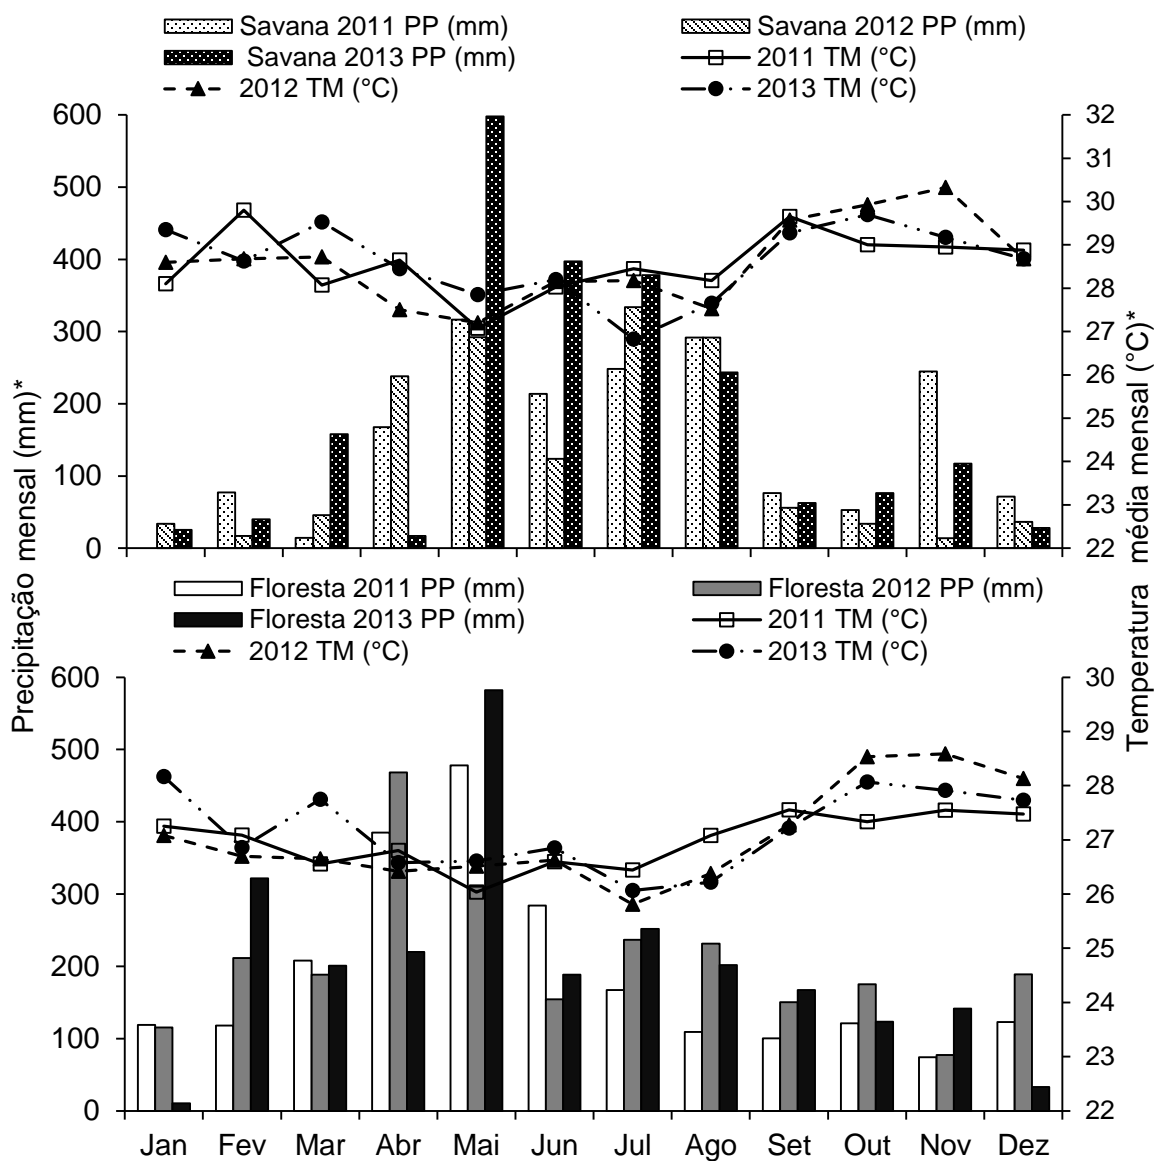 Savana 2011 PP (mm) Savana 2012 PP (mm)
Savana 2013 PP (mm) 2011 TM (°C)
2012 TM (°C) 2013 TM (°C)
600 32
31
500 30
29
400 28
300 27
26
200 25
24
100 23
0 22
Precipitação mensal (mm)*
Temperatura média mensal (°C)*
Floresta 2011 PP (mm) Floresta 2012 PP (mm)
Floresta 2013 PP (mm) 2011 TM (°C)
2012 TM (°C) 2013 TM (°C)
600 30
29
500
28
400 27
300 26
25
200 24
100 23
0 22
Jan Fev Mar Abr Mai Jun Jul Ago Set Out Nov Dez